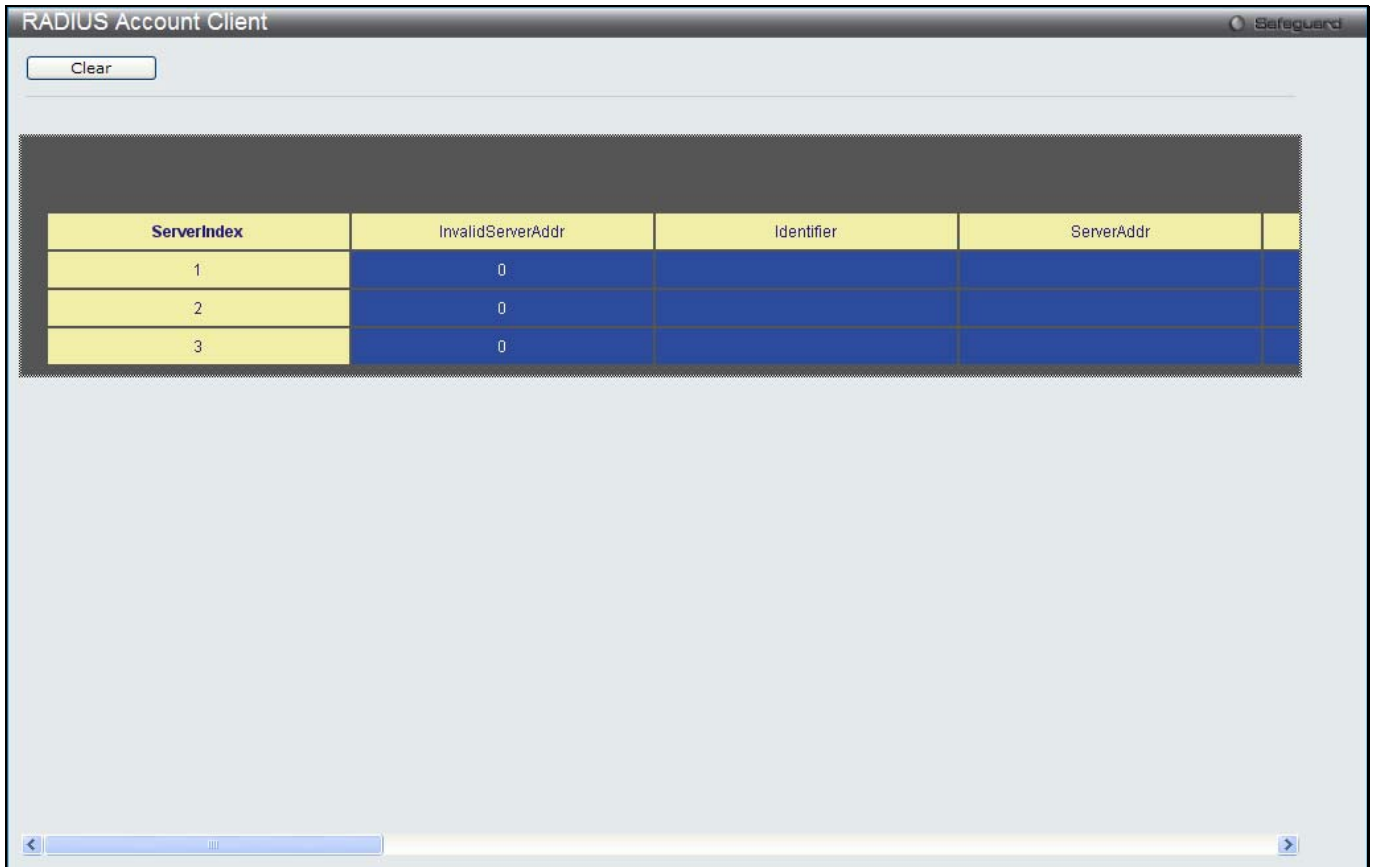 RADIUS Account Client
Safeguard
Clear
ServerIndex InvalidServerAddr Identifier ServerAddr
1 0
2 0
3 0